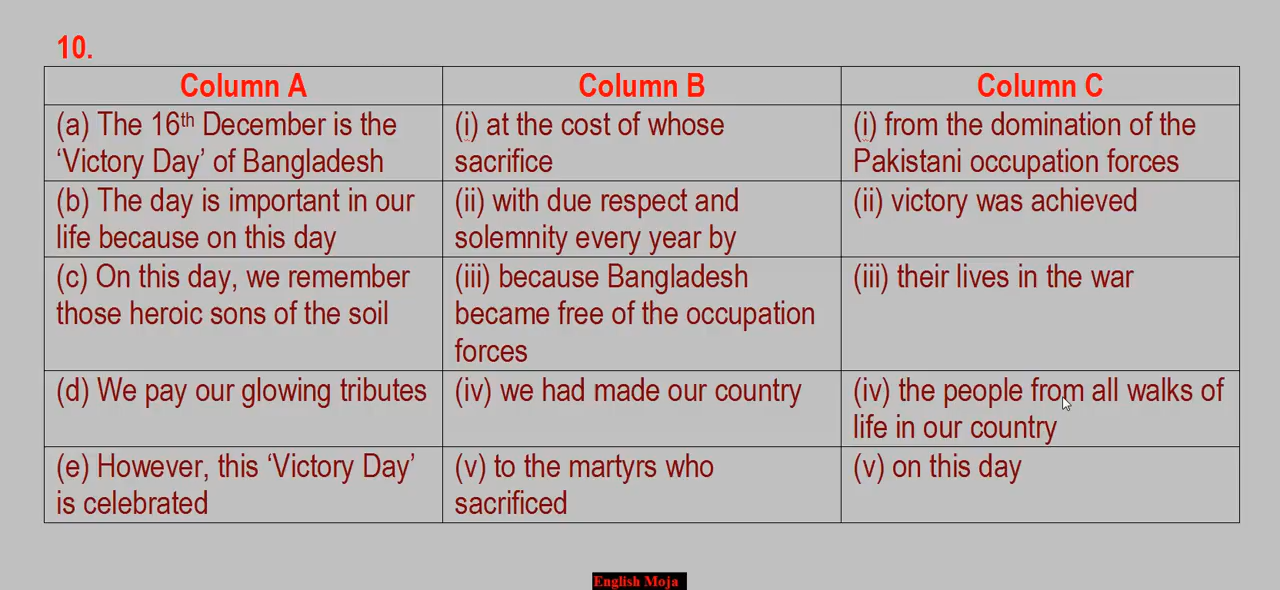 10.
Column A Column B Column C
(a) The 16th December is the
‘Victory Day’ of Bangladesh
(i) at the cost of whose
sacrifice
(i) from the domination of the
Pakistani occupation forces
(b) The day is important in our
life because on this day
(ii) with due respect and
solemnity every year by
(ii) victory was achieved
(c) On this day, we remember
those heroic sons of the soil
(iii) because Bangladesh
became free of the occupation
forces
(iii) their lives in the war
(d) We pay our glowing tributes
(iv) we had made our country
(iv) the people from all walks of
life in our country
(e) However, this ‘Victory Day’
is celebrated
(v) to the martyrs who
sacrificed
(v) on this day
English Moja